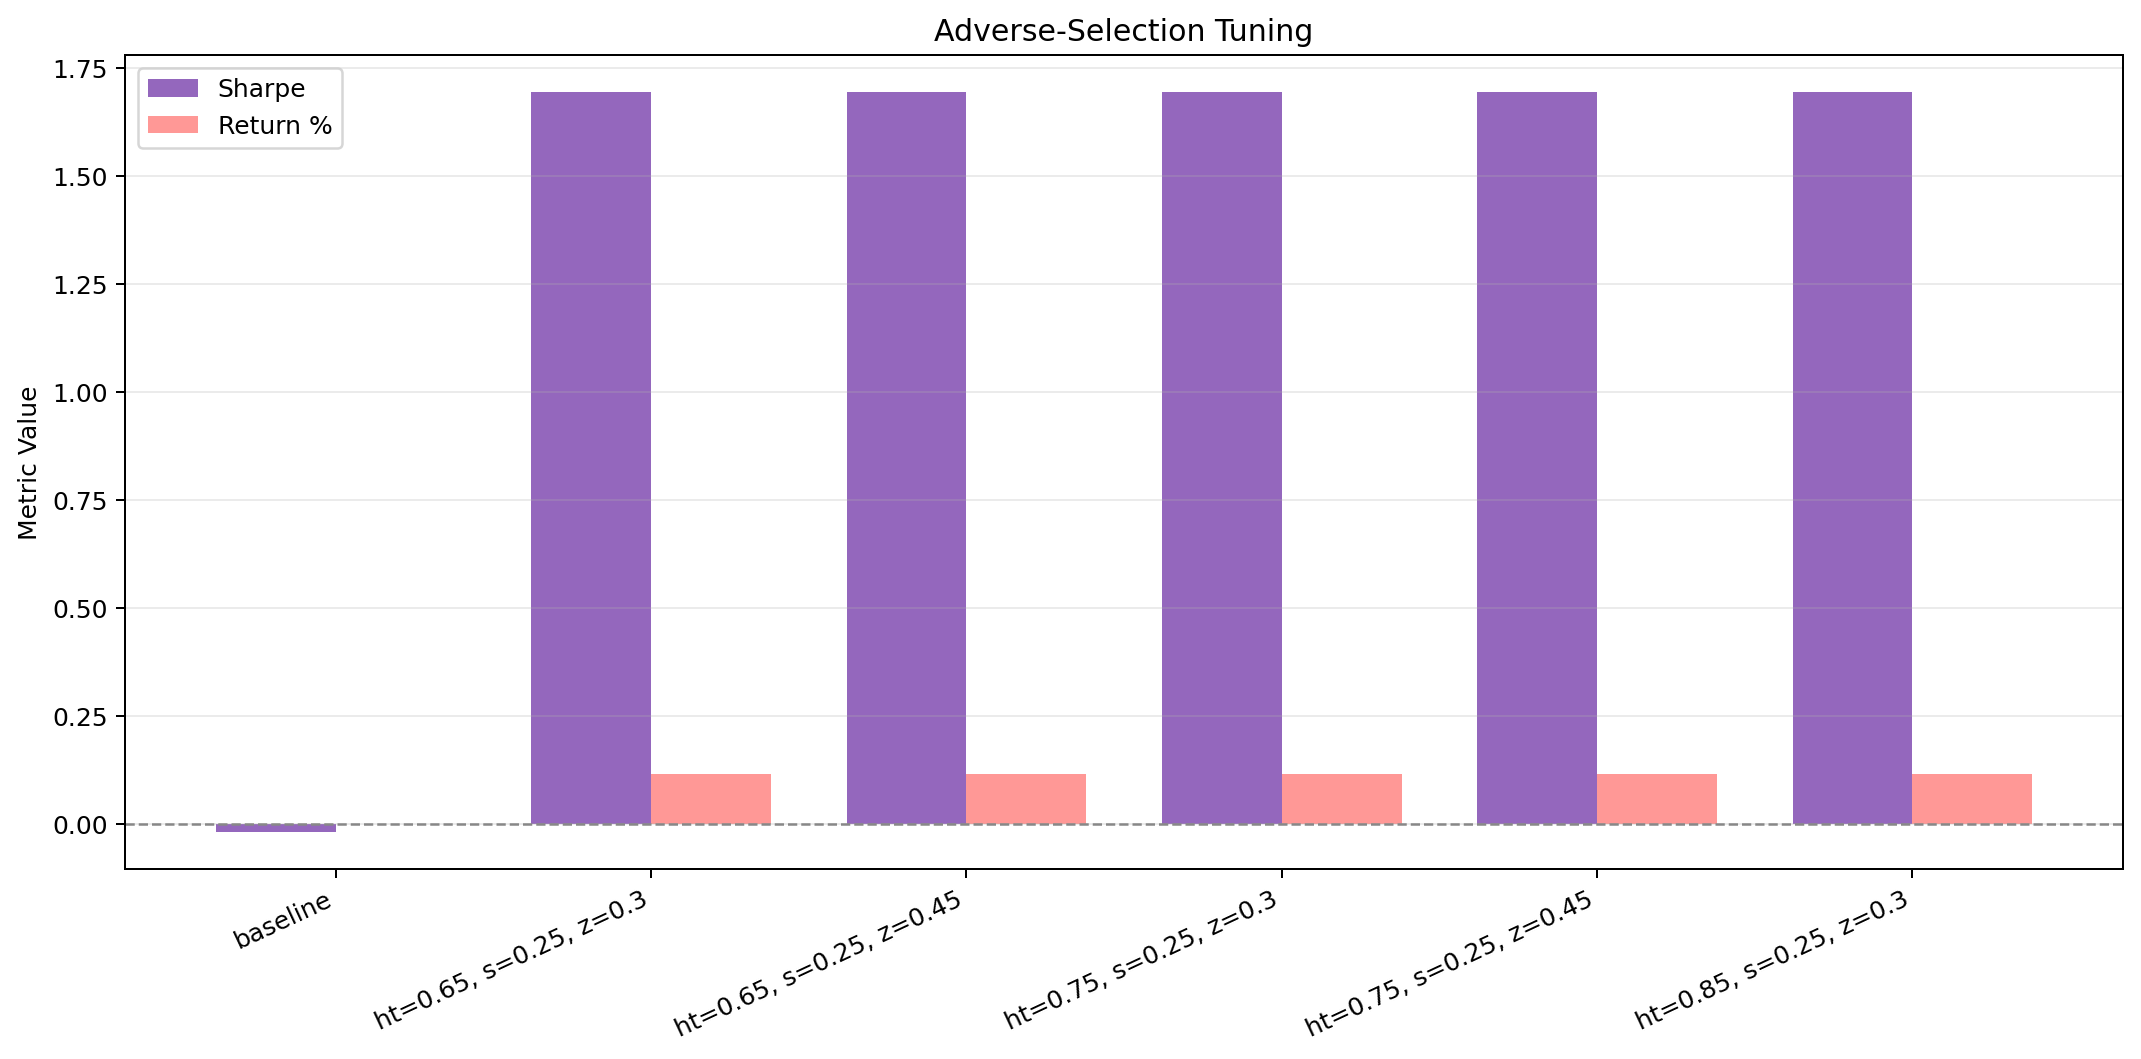 Adverse-Selection Tuning
Sharpe
Return %
Metric Value
1.75
1.50
1.25
1.00
0.75
0.50
0.25
0.00
baseline
ht=0.65, s=0.25, z=0.3
ht=0.65, s=0.25, z=0.45
ht=0.75, s=0.25, z=0.3
ht=0.75, s=0.25, z=0.45
ht=0.85, s=0.25, z=0.3